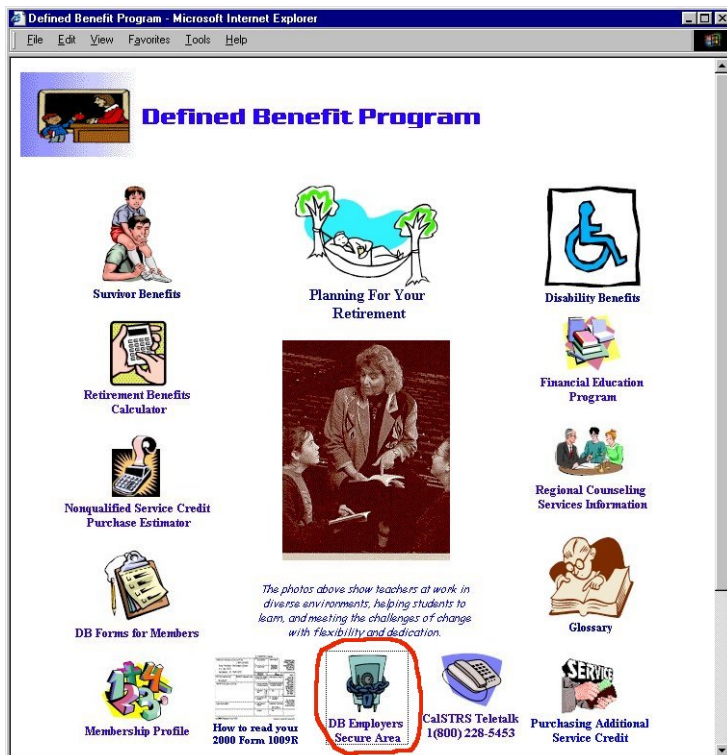 Defined Benefit Program - Microsoft Internet Explorer
File Edit View Favorites Tools Help
Defined Benefit Program
Survivor Benefits
Planning For Your
Retirement
Disability Benefits
Retirement Benefits
Calculator
Financial Education
Program
Nonqualified Service Credit
Purchase Estimator
Regional Counseling
Services Information
DB Forms for Members
The photos above show teachers at work in
diverse environments, helping students to
learn, and meeting the challenges of change
with flexibility and dedication.
Glossary
Membership Profile
How to read your
2000 Form 1009R
DB Employers
Secure Area
CalSTRS Teletalk
1(800) 228-5453
SERVICE
Purchasing Additional
Service Credit